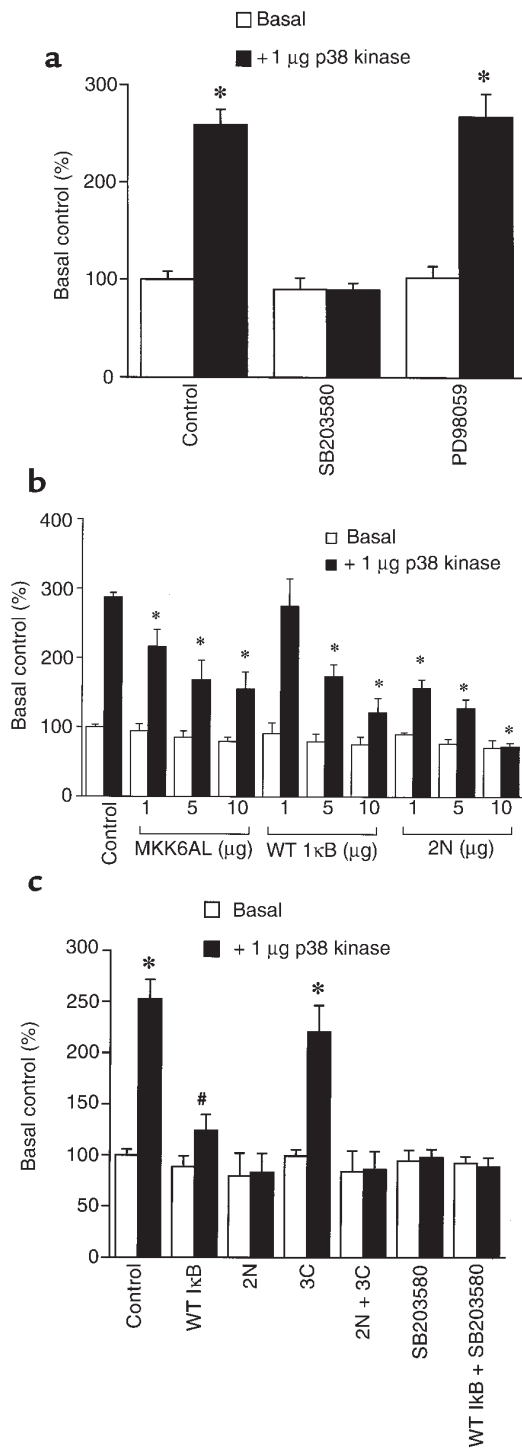 Basal
+ 1 µg p38 kinase
a
Basal control (%)
300
200
100
0
*
*
Control
SB203580
PD98059
b
Basal control (%)
400
300
200
100
0
Basal
+ 1 µg p38 kinase
* * * * * * * *
Control
1 5 10 1 5 10 1 5 10
MKK6AL (µg) WT 1κB (µg) 2N (µg)
c
Basal
+ 1 µg p38 kinase
Basal control (%)
300
250
200
150
100
50
0
*
#
*
Control
WT IκB
2N
3C
2N + 3C
SB203580
WT IkB + SB203580